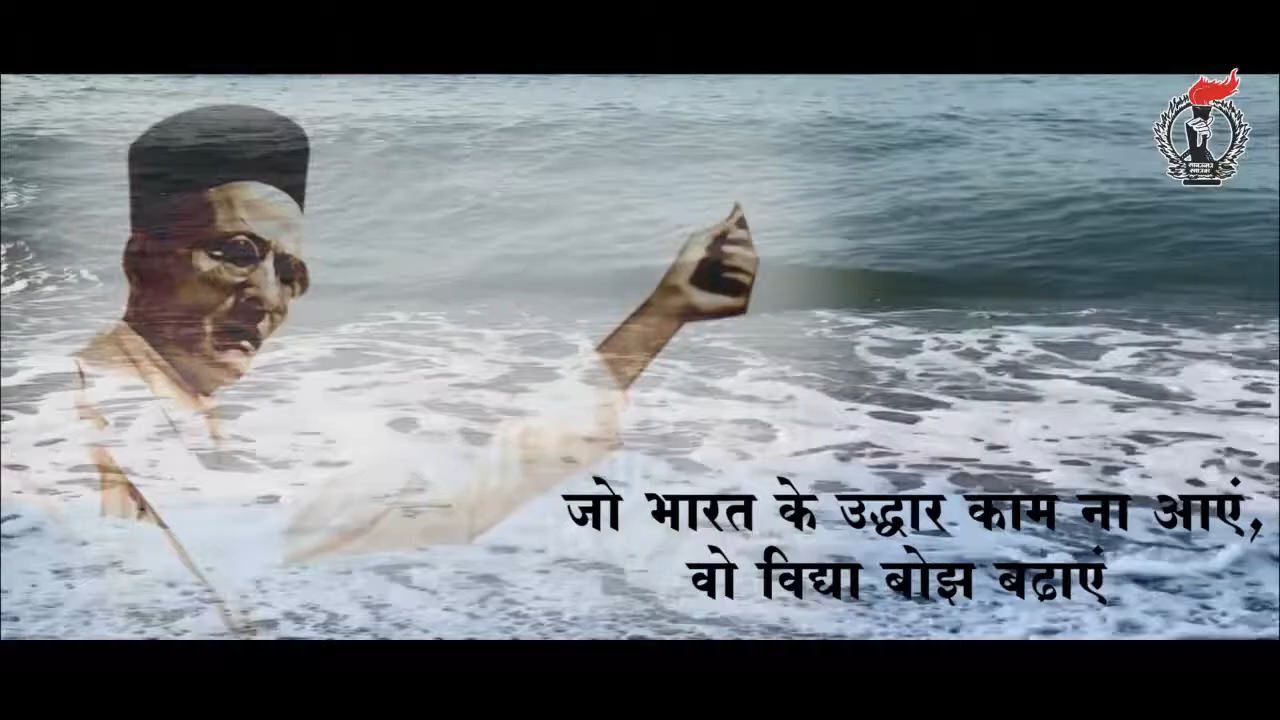 जो भारत के उद्धार काम ना आएं,
वो विद्या बोझ बढाएं